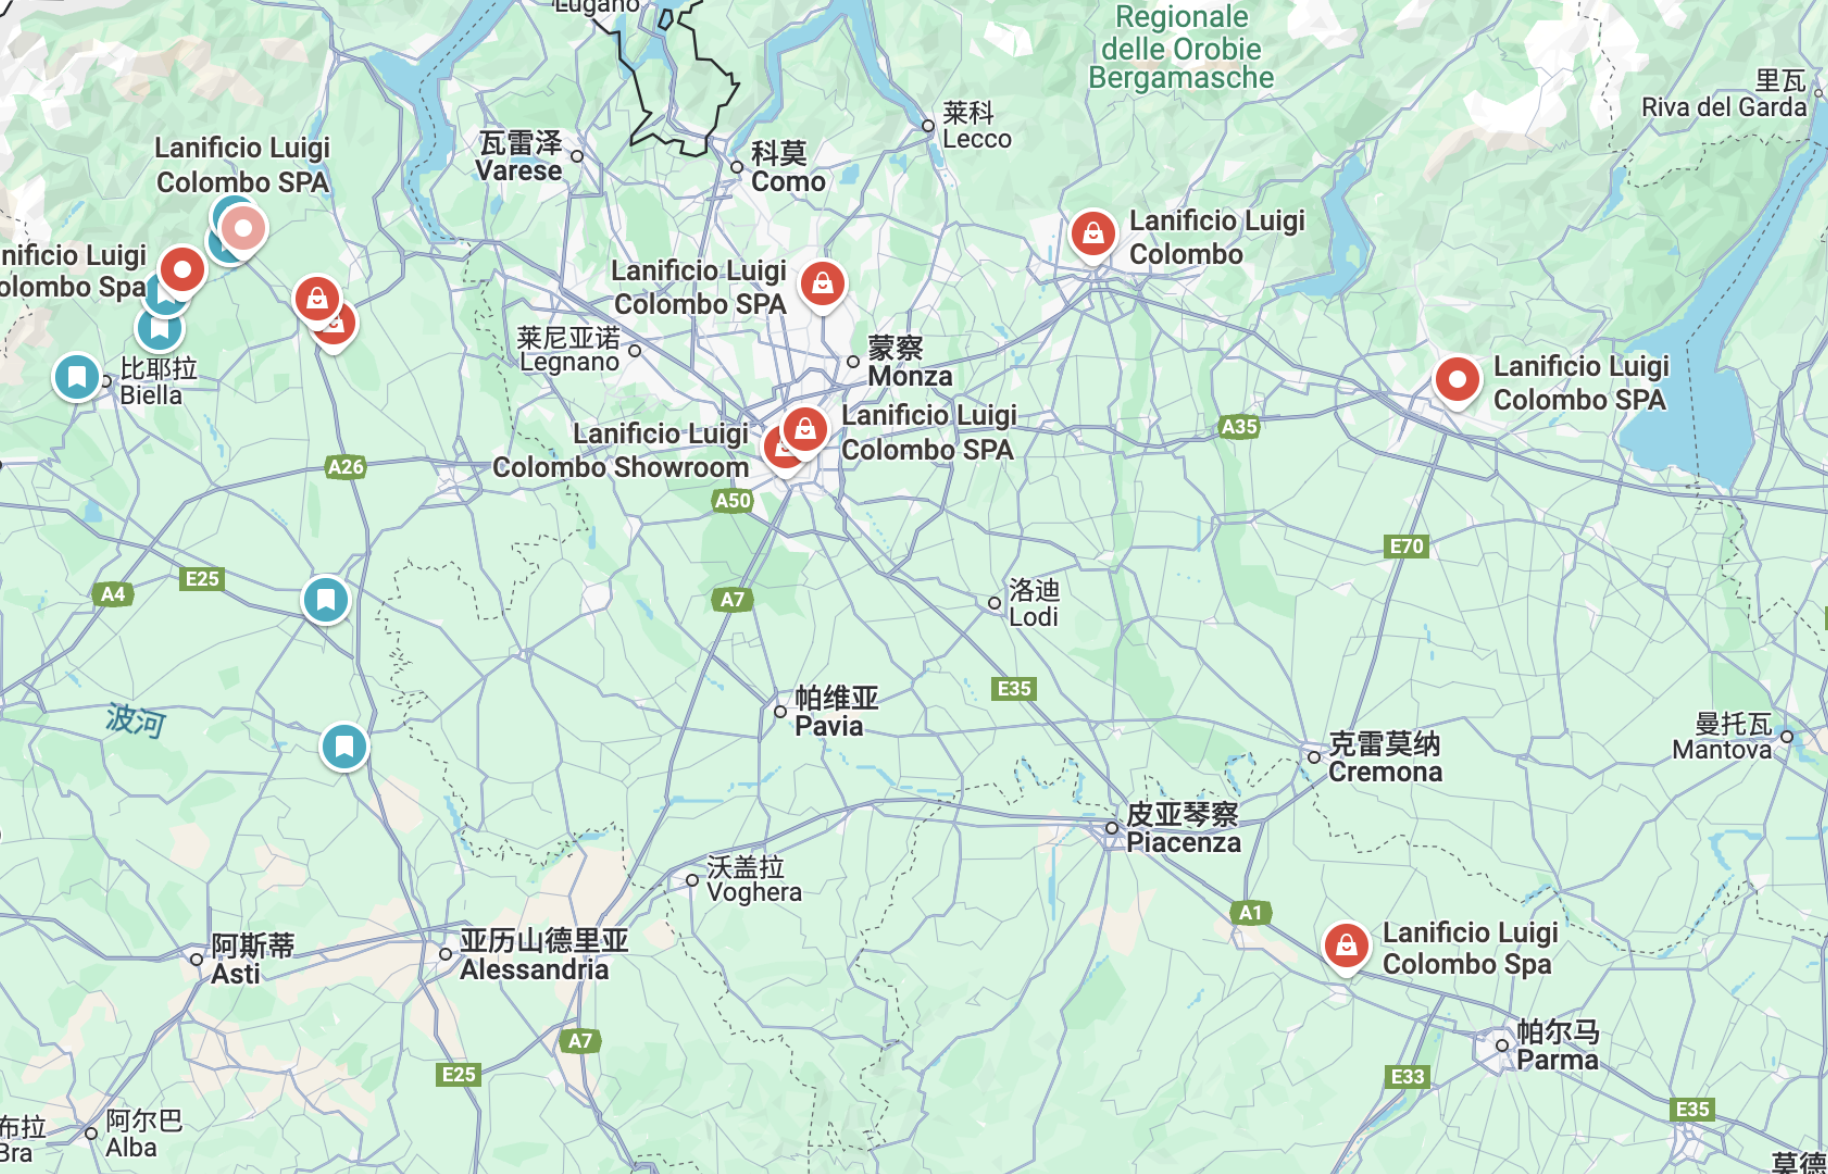 Lugano
Regionale
delle Orobie
Bergamasche
里瓦
Riva del Garda
莱科
Lecco
瓦雷泽
Varese
科莫
Como
Lanificio Luigi
Colombo SPA
Lanificio Luigi
Colombo
nificio Luigi
olombo Spa
Lanificio Luigi
Colombo SPA
莱尼亚诺
Legnano
蒙察
Monza
比耶拉
Biella
Lanificio Luigi
Colombo SPA
Lanificio Luigi
Colombo Showroom
Lanificio Luigi
Colombo SPA
A35
A26
A50
E70
E25
A4
A7
洛迪
Lodi
E35
帕维亚
Pavia
波河
克雷莫纳
Cremona
曼托瓦
Mantova
皮亚琴察
Piacenza
沃盖拉
Voghera
A1
Lanificio Luigi
Colombo Spa
阿斯蒂
Asti
亚历山德里亚
Alessandria
A7
E25
帕尔马
Parma
E33
E35
布拉
Bra
阿尔巴
Alba
莫德